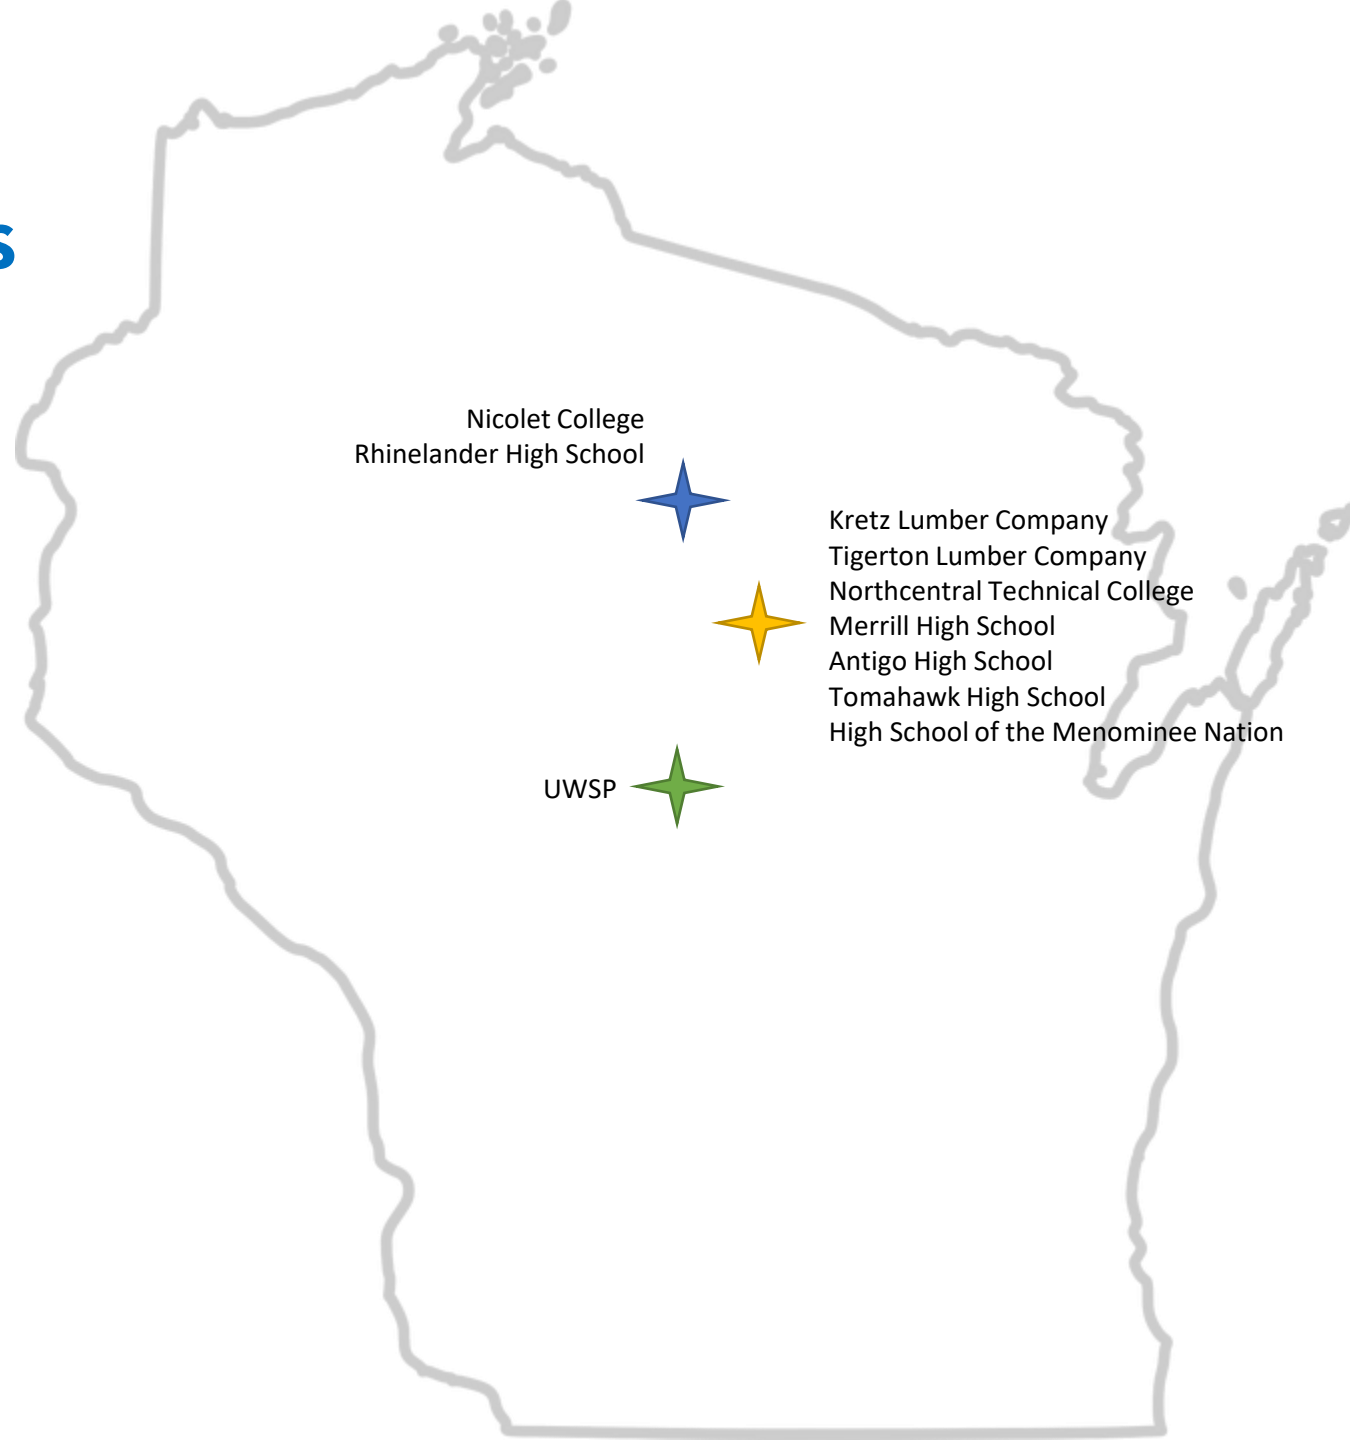 s
Nicolet College
Rhinelander High School
Kretz Lumber Company
Tigerton Lumber Company
Northcentral Technical College
Merrill High School
Antigo High School
Tomahawk High School
High School of the Menominee Nation
UWSP